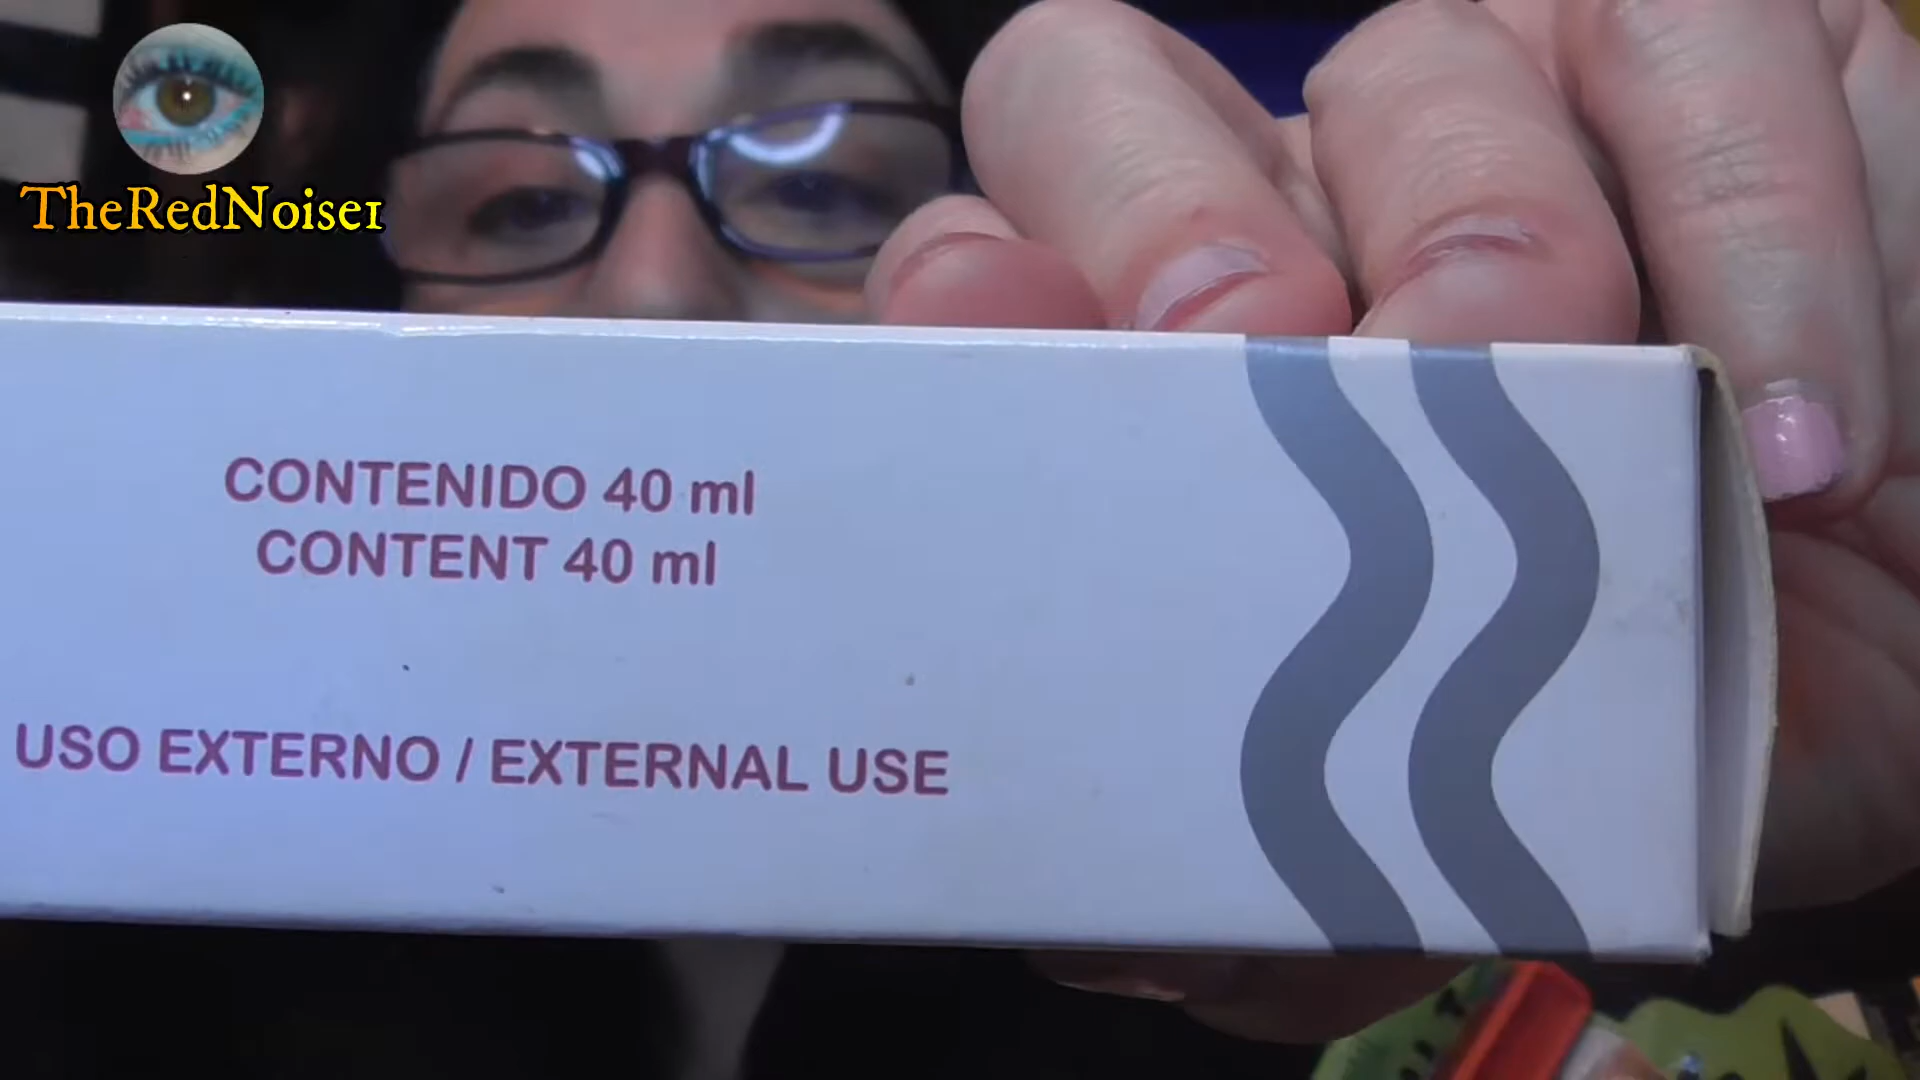 TheRedNoise1
CONTENIDO 40 ml
CONTENT 40 ml
USO EXTERNO / EXTERNAL USE